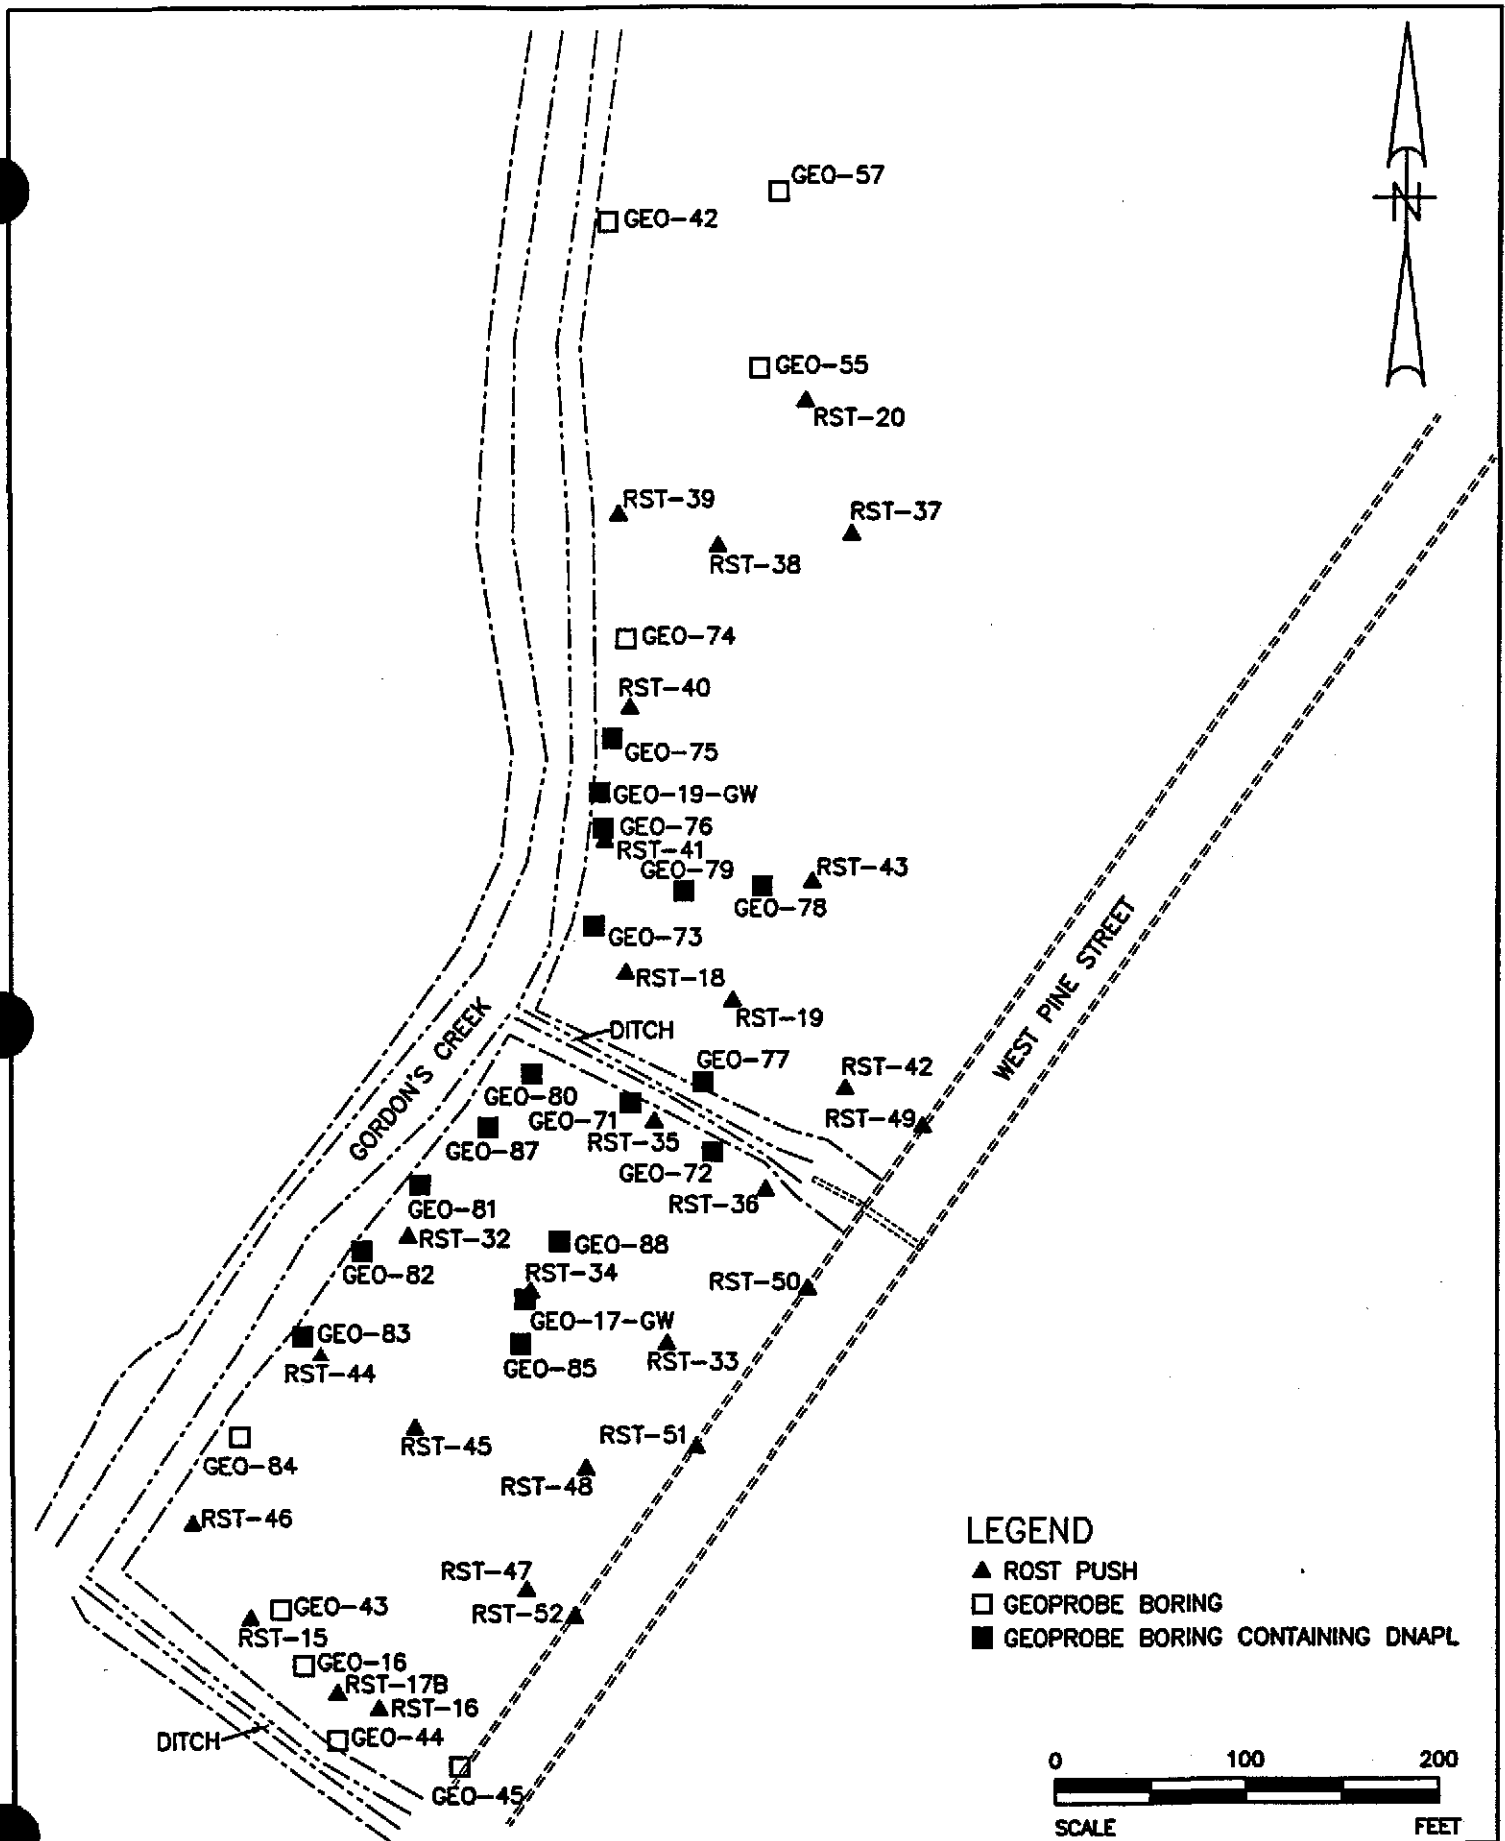 N
GEO-57
GEO-42
GEO-55
RST-20
RST-39
RST-37
RST-38
GEO-74
RST-40
GEO-75
GEO-19-GW
GEO-76
RST-41
GEO-79
RST-43
GEO-78
GEO-73
RST-18
RST-19
DITCH
GORDON'S CREEK
WEST PINE STREET
GEO-77
RST-42
GEO-80
GEO-71
RST-49
RST-35
GEO-87
GEO-72
RST-36
GEO-81
RST-32
GEO-88
GEO-82
RST-34
RST-50
GEO-17-GW
GEO-83
RST-44
GEO-85
RST-33
RST-45
RST-51
GEO-84
RST-48
RST-46
RST-47
GEO-43
RST-52
RST-15
GEO-16
RST-17B
RST-16
DITCH
GEO-44
GEO-45
LEGEND
ROST PUSH
GEOPROBE BORING
GEOPROBE BORING CONTAINING DNAPL
0 100 200
SCALE FEET